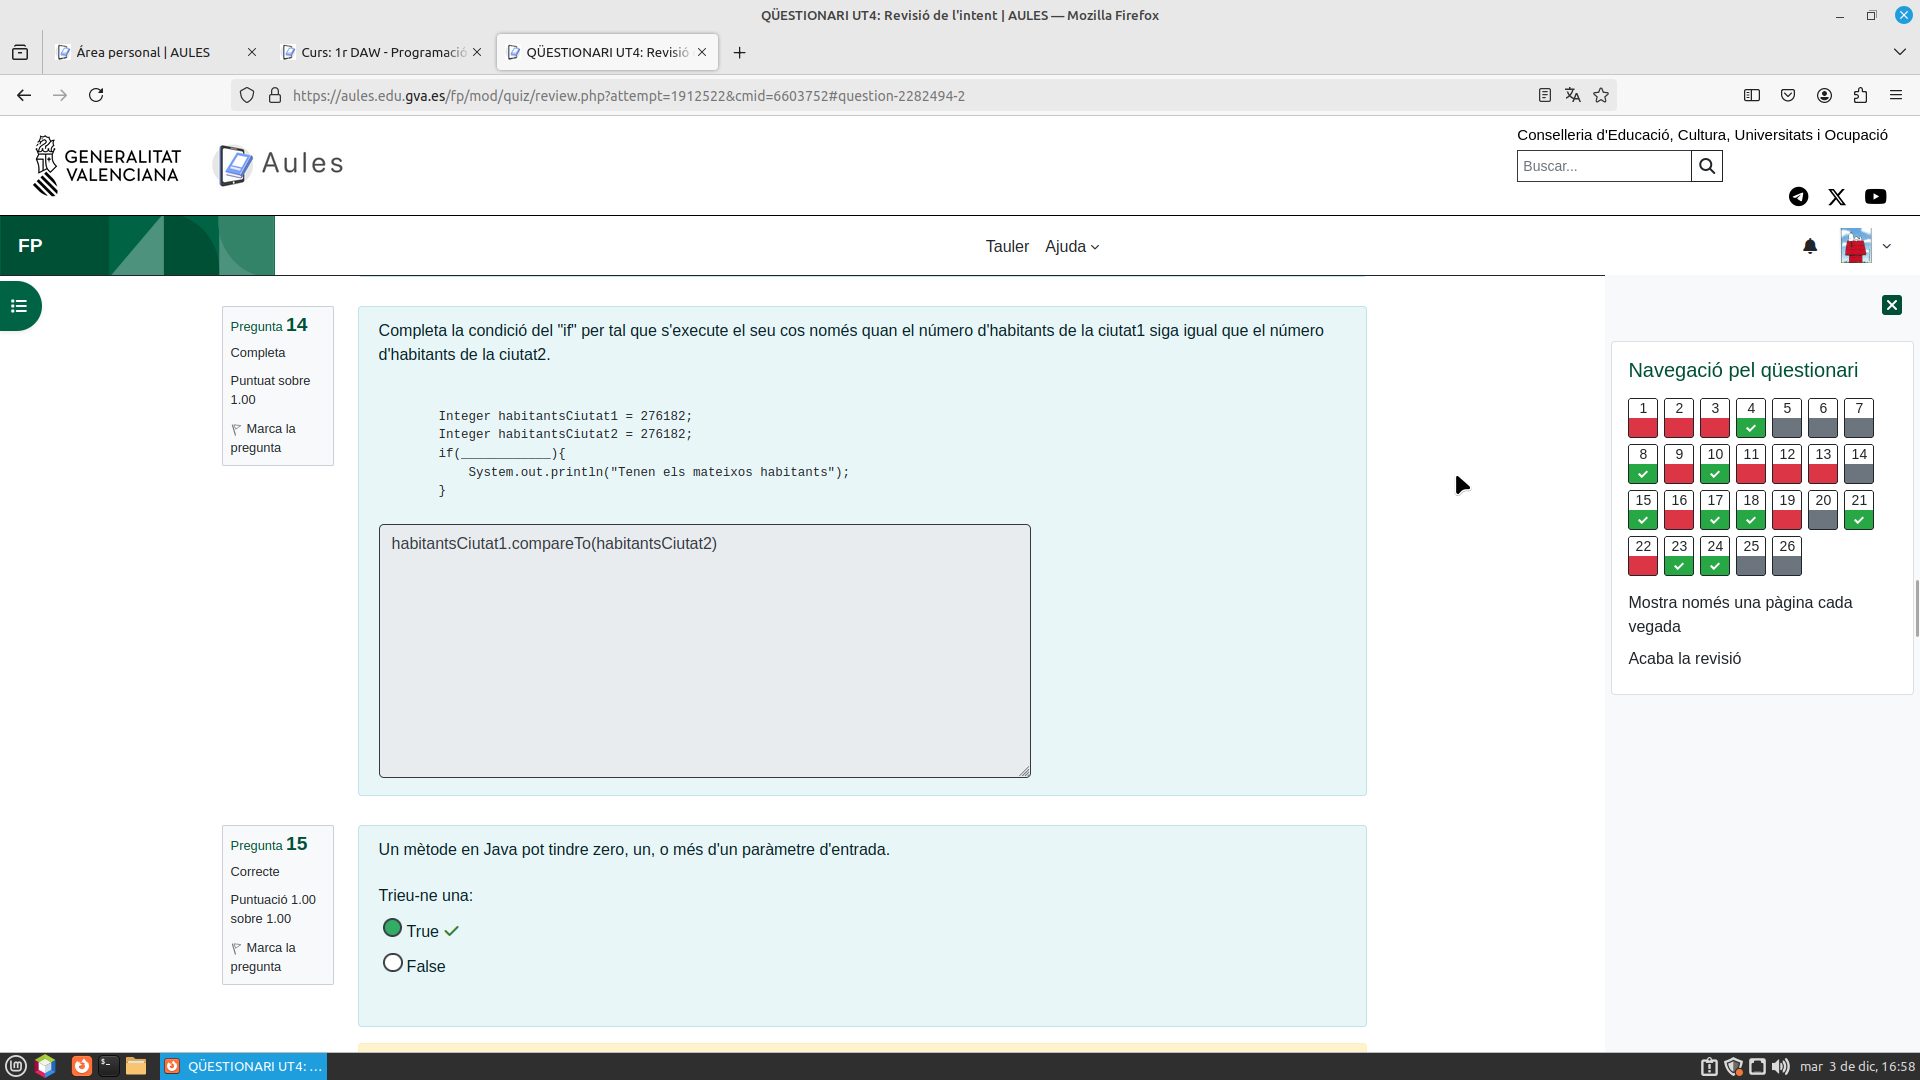 QÜESTIONARI UT4: Revisió de l'intent | AULES — Mozilla Firefox
Área personal | AULES
Curs: 1r DAW - Programació
QÜESTIONARI UT4: Revisió
https://aules.edu.gva.es/fp/mod/quiz/review.php?attempt=1912522&cmid=6603752#question-2282494-2
GENERALITAT
VALENCIANA
Aules
Conselleria d'Educació, Cultura, Universitats i Ocupació
Buscar...
FP
Tauler
Ajuda
Pregunta 14
Completa
Puntuat sobre
1.00
Marca la
pregunta
Completa la condició del "if" per tal que s'execute el seu cos només quan el número d'habitants de la ciutat1 siga igual que el número
d'habitants de la ciutat2.
Integer habitantsCiutat1 = 276182;
Integer habitantsCiutat2 = 276182;
if(____________){
System.out.println("Tenen els mateixos habitants");
}
habitantsCiutat1.compareTo(habitantsCiutat2)
Pregunta 15
Correcte
Puntuació 1.00
sobre 1.00
Marca la
pregunta
Un mètode en Java pot tindre zero, un, o més d'un paràmetre d'entrada.
Trieu-ne una:
True
False
Navegació pel qüestionari
1 2 3 4 5 6 7
8 9 10 11 12 13 14
15 16 17 18 19 20 21
22 23 24 25 26
Mostra només una pàgina cada
vegada
Acaba la revisió
QÜESTIONARI UT4: ...
mar 3 de dic, 16:58